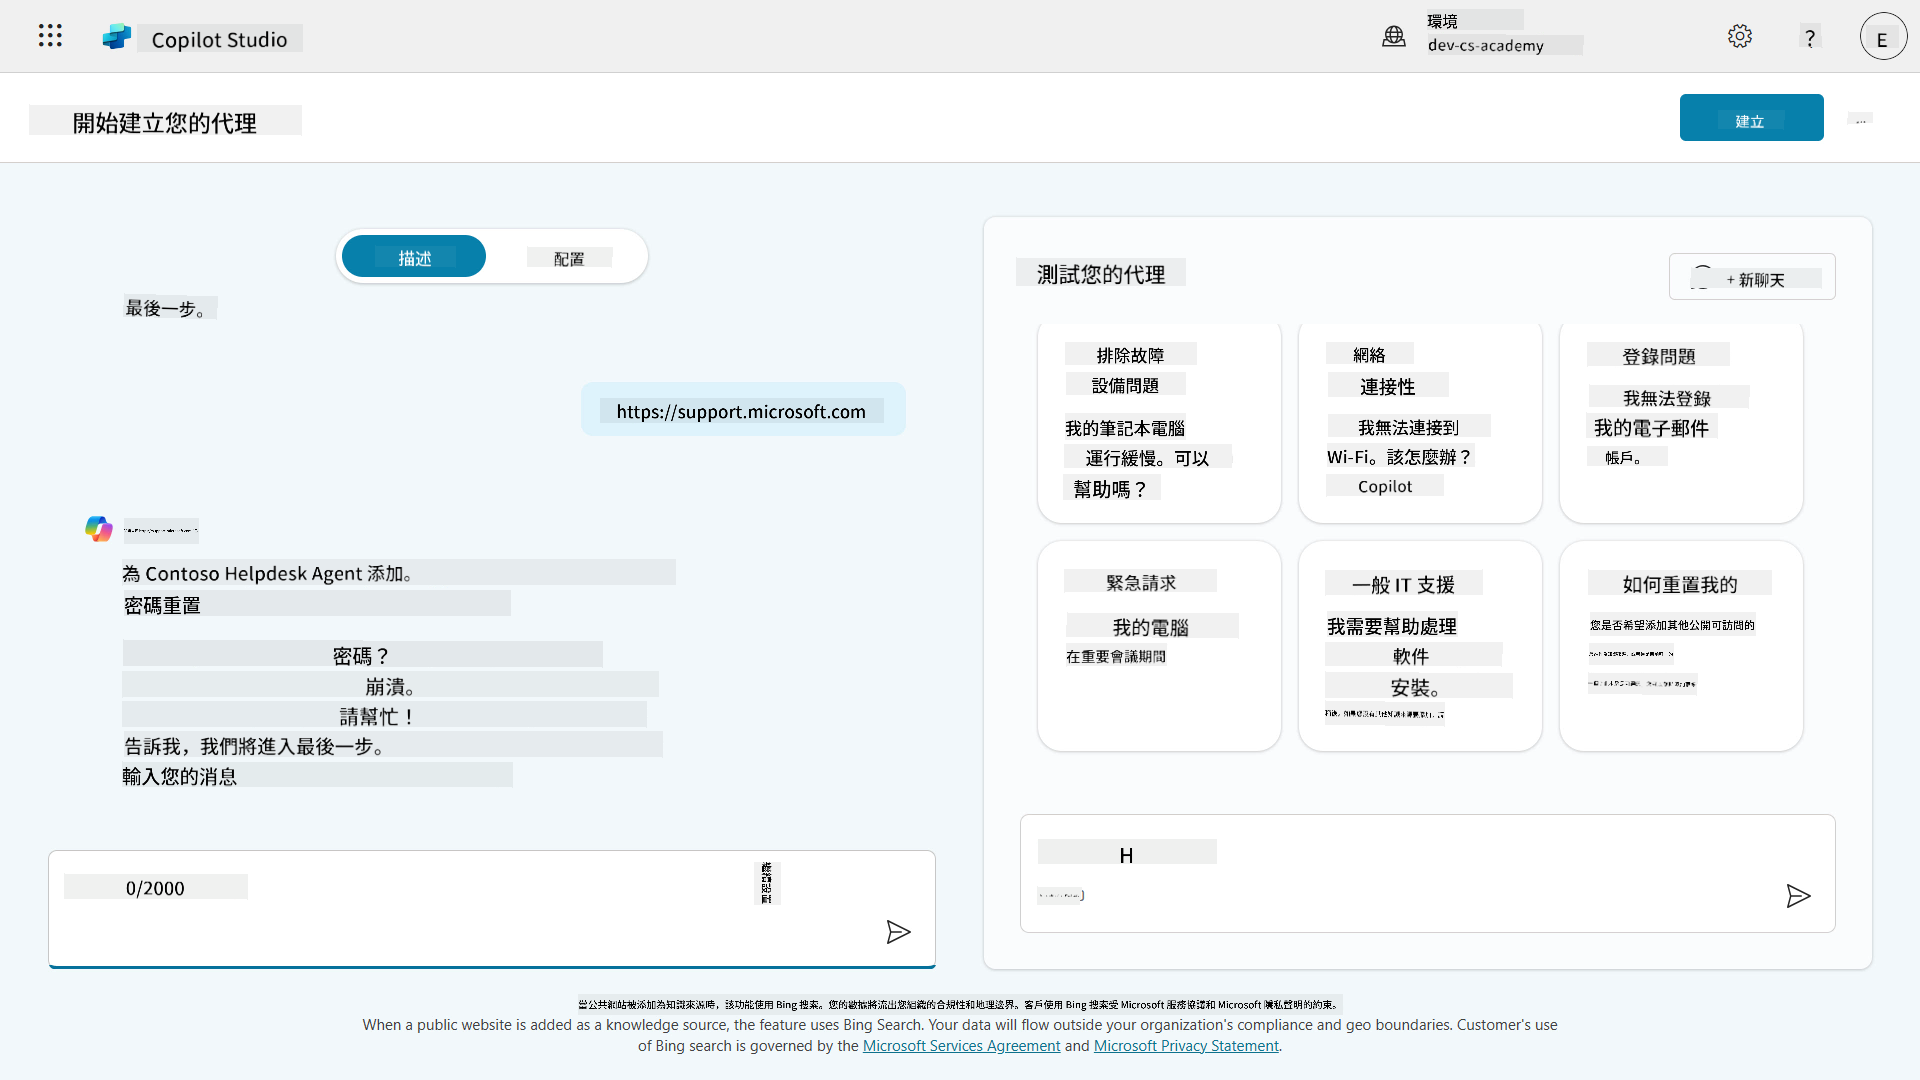 Copilot Studio
環境
dev-cs-academy
?
E
開始建立您的代理
建立
...
描述
配置
最後一步。
https://support.microsoft.com
為 Contoso Helpdesk Agent 添加。
密碼重置
密碼？
崩潰。
請幫忙！
告訴我，我們將進入最後一步。
輸入您的消息
0/2000
測試您的代理
+ 新聊天
排除故障
設備問題
我的筆記本電腦
運行緩慢。可以
幫助嗎？
網絡
連接性
我無法連接到
Wi-Fi。該怎麼辦？
Copilot
登錄問題
我無法登錄
我的電子郵件
帳戶。
緊急請求
我的電腦
在重要會議期間
一般 IT 支援
我需要幫助處理
軟件
安裝。
如何重置我的
您是否希望添加其他公開可訪問的
H
當公共網站被添加為知識來源時，該功能使用 Bing 搜索。您的數據將流出您組織的合規性和地理邊界。客戶使用 Bing 搜索受 Microsoft 服務協議和 Microsoft 隱私聲明的約束。
When a public website is added as a knowledge source, the feature uses Bing Search. Your data will flow outside your organization's compliance and geo boundaries. Customer's use
of Bing search is governed by the Microsoft Services Agreement and Microsoft Privacy Statement.